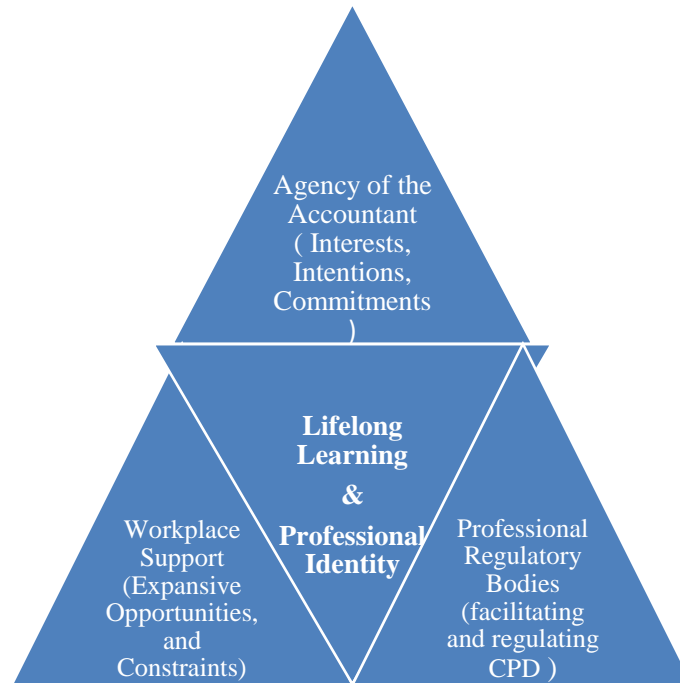 Agency of the
Accountant
( Interests,
Intentions,
Commitments
)
Lifelong
Learning
&
Professional
Identity
Workplace
Support
(Expansive
Opportunities,
and
Constraints)
Professional
Regulatory
Bodies
(facilitating
and regulating
CPD )